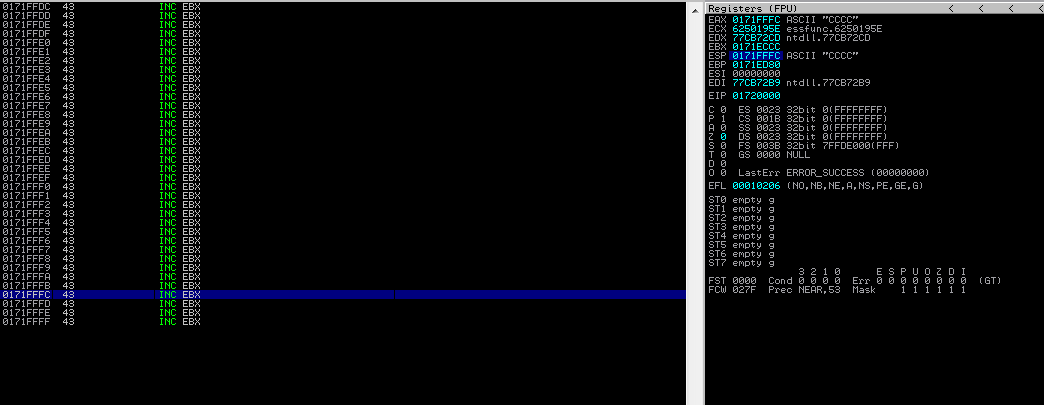 0171FFDC 43 INC EBX
0171FFDD 43 INC EBX
0171FFDE 43 INC EBX
0171FFDF 43 INC EBX
0171FFE0 43 INC EBX
0171FFE1 43 INC EBX
0171FFE2 43 INC EBX
0171FFE3 43 INC EBX
0171FFE4 43 INC EBX
0171FFE5 43 INC EBX
0171FFE6 43 INC EBX
0171FFE7 43 INC EBX
0171FFE8 43 INC EBX
0171FFE9 43 INC EBX
0171FFEA 43 INC EBX
0171FFEB 43 INC EBX
0171FFEC 43 INC EBX
0171FFED 43 INC EBX
0171FFEE 43 INC EBX
0171FFEF 43 INC EBX
0171FFF0 43 INC EBX
0171FFF1 43 INC EBX
0171FFF2 43 INC EBX
0171FFF3 43 INC EBX
0171FFF4 43 INC EBX
0171FFF5 43 INC EBX
0171FFF6 43 INC EBX
0171FFF7 43 INC EBX
0171FFF8 43 INC EBX
0171FFF9 43 INC EBX
0171FFFA 43 INC EBX
0171FFFB 43 INC EBX
0171FFFC 43 INC EBX
0171FFFD 43 INC EBX
0171FFFE 43 INC EBX
0171FFFF 43 INC EBX
Registers (FPU) < < < <
EAX 0171FFFC ASCII "CCCC"
ECX 6250195E essfunc.6250195E
EDX 77CB72CD ntdll.77CB72CD
EBX 0171ECCC
ESP 0171FFFC ASCII "CCCC"
EBP 0171ED80
ESI 00000000
EDI 77CB72B9 ntdll.77CB72B9
EIP 01720000
C 0 ES 0023 32bit 0(FFFFFFFF)
P 1 CS 001B 32bit 0(FFFFFFFF)
A 0 SS 0023 32bit 0(FFFFFFFF)
Z 0 DS 0023 32bit 0(FFFFFFFF)
S 0 FS 003B 32bit 7FFDE000(FFF)
T 0 GS 0000 NULL
D 0
O 0 LastErr ERROR_SUCCESS (00000000)
EFL 00010206 (NO,NB,NE,A,NS,PE,GE,G)
ST0 empty g
ST1 empty g
ST2 empty g
ST3 empty g
ST4 empty g
ST5 empty g
ST6 empty g
ST7 empty g
3 2 1 0 E S P U O Z D I
FST 0000 Cond 0 0 0 0 Err 0 0 0 0 0 0 0 0 (GT)
FCW 027F Prec NEAR,53 Mask 1 1 1 1 1 1